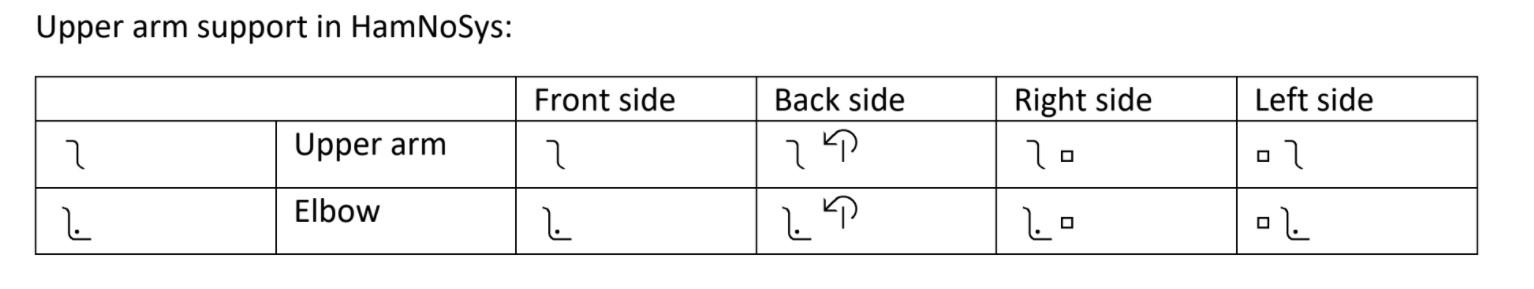 Upper arm support in HamNoSys:
Front side Back side Right side Left side
Upper arm
Elbow